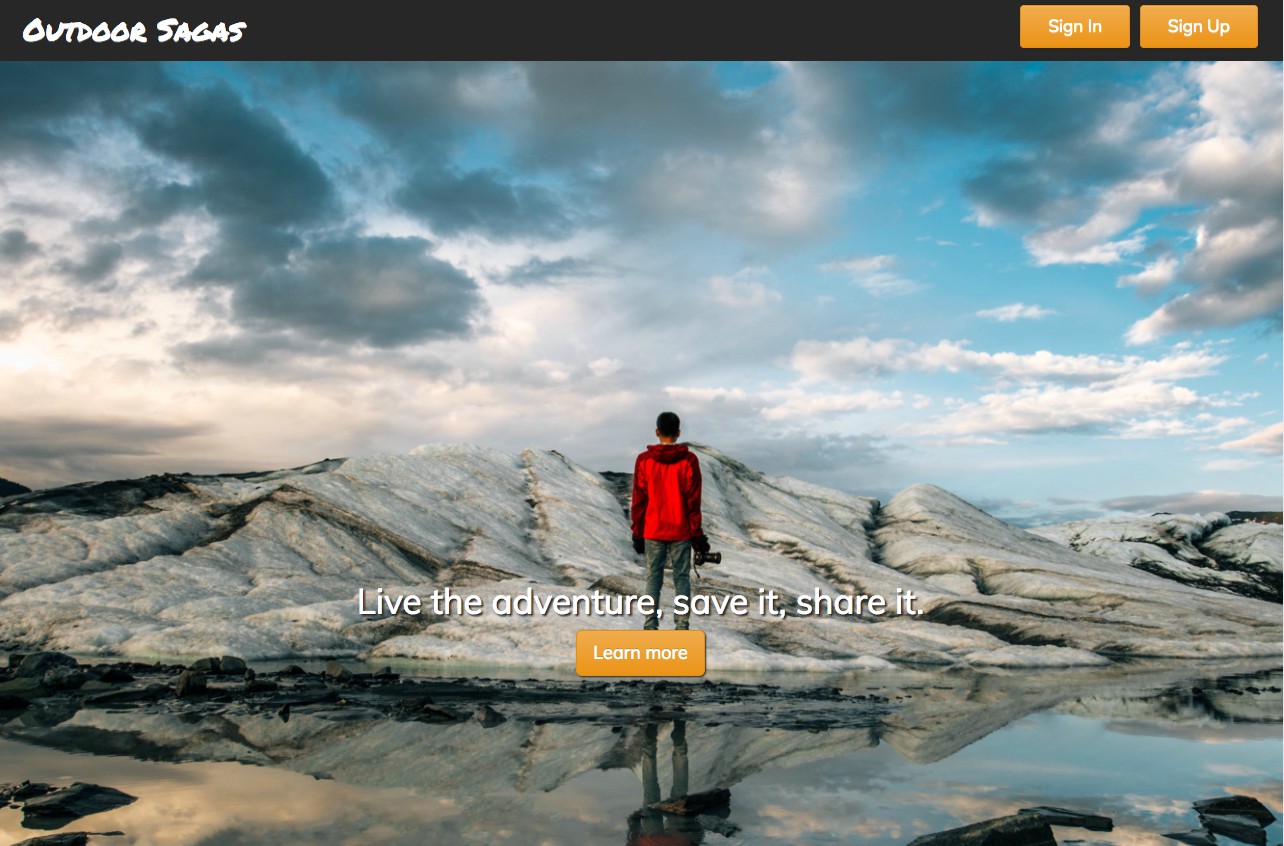 Outdoor Sagas
Sign In
Sign Up
Live the adventure, save it, share it.
Learn more